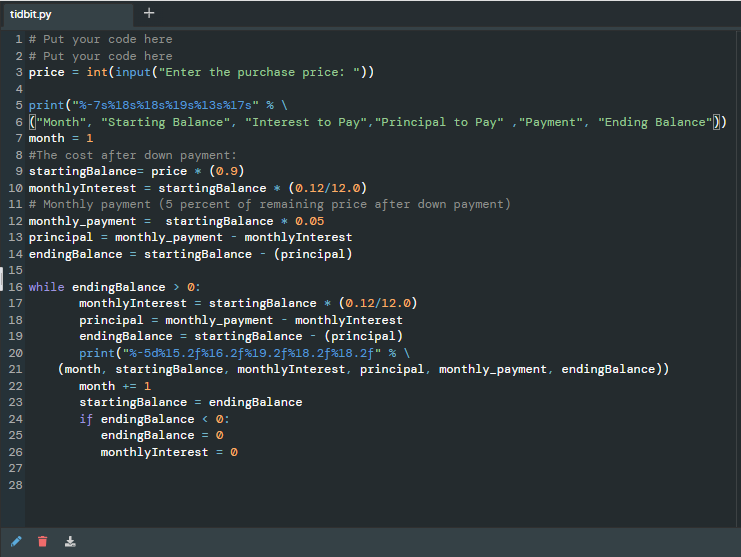 tidbit.py +
1 # Put your code here
2 # Put your code here
3 price = int(input("Enter the purchase price: "))
4
5 print("%-7s%18s%18s%19s%13s%17s" % \
6 ("Month", "Starting Balance", "Interest to Pay","Principal to Pay" ,"Payment", "Ending Balance"))
7 month = 1
8 #The cost after down payment:
9 startingBalance= price * (0.9)
10 monthlyInterest = startingBalance * (0.12/12.0)
11 # Monthly payment (5 percent of remaining price after down payment)
12 monthly_payment =  startingBalance * 0.05
13 principal = monthly_payment - monthlyInterest
14 endingBalance = startingBalance - (principal)
15
16 while endingBalance > 0:
17        monthlyInterest = startingBalance * (0.12/12.0)
18        principal = monthly_payment - monthlyInterest
19        endingBalance = startingBalance - (principal)
20        print("%-5d%15.2f%16.2f%19.2f%18.2f%18.2f" % \
21     (month, startingBalance, monthlyInterest, principal, monthly_payment, endingBalance))
22        month += 1
23        startingBalance = endingBalance
24        if endingBalance < 0:
25           endingBalance = 0
26           monthlyInterest = 0
27
28